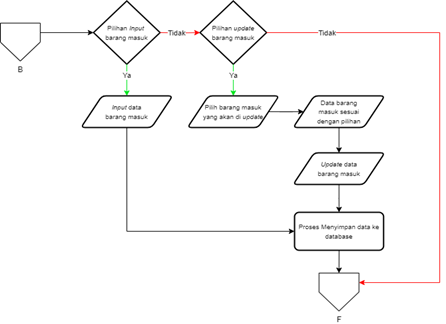 Pilihan Input
barang masuk
Tidak
Pilihan update
barang masuk
Tidak
B
Ya
Ya
Input data
barang masuk
Pilih barang masuk
yang akan di update
Data barang
masuk sesuai
dengan pilihan
Update data
barang masuk
Proses Menyimpan data ke
database
F